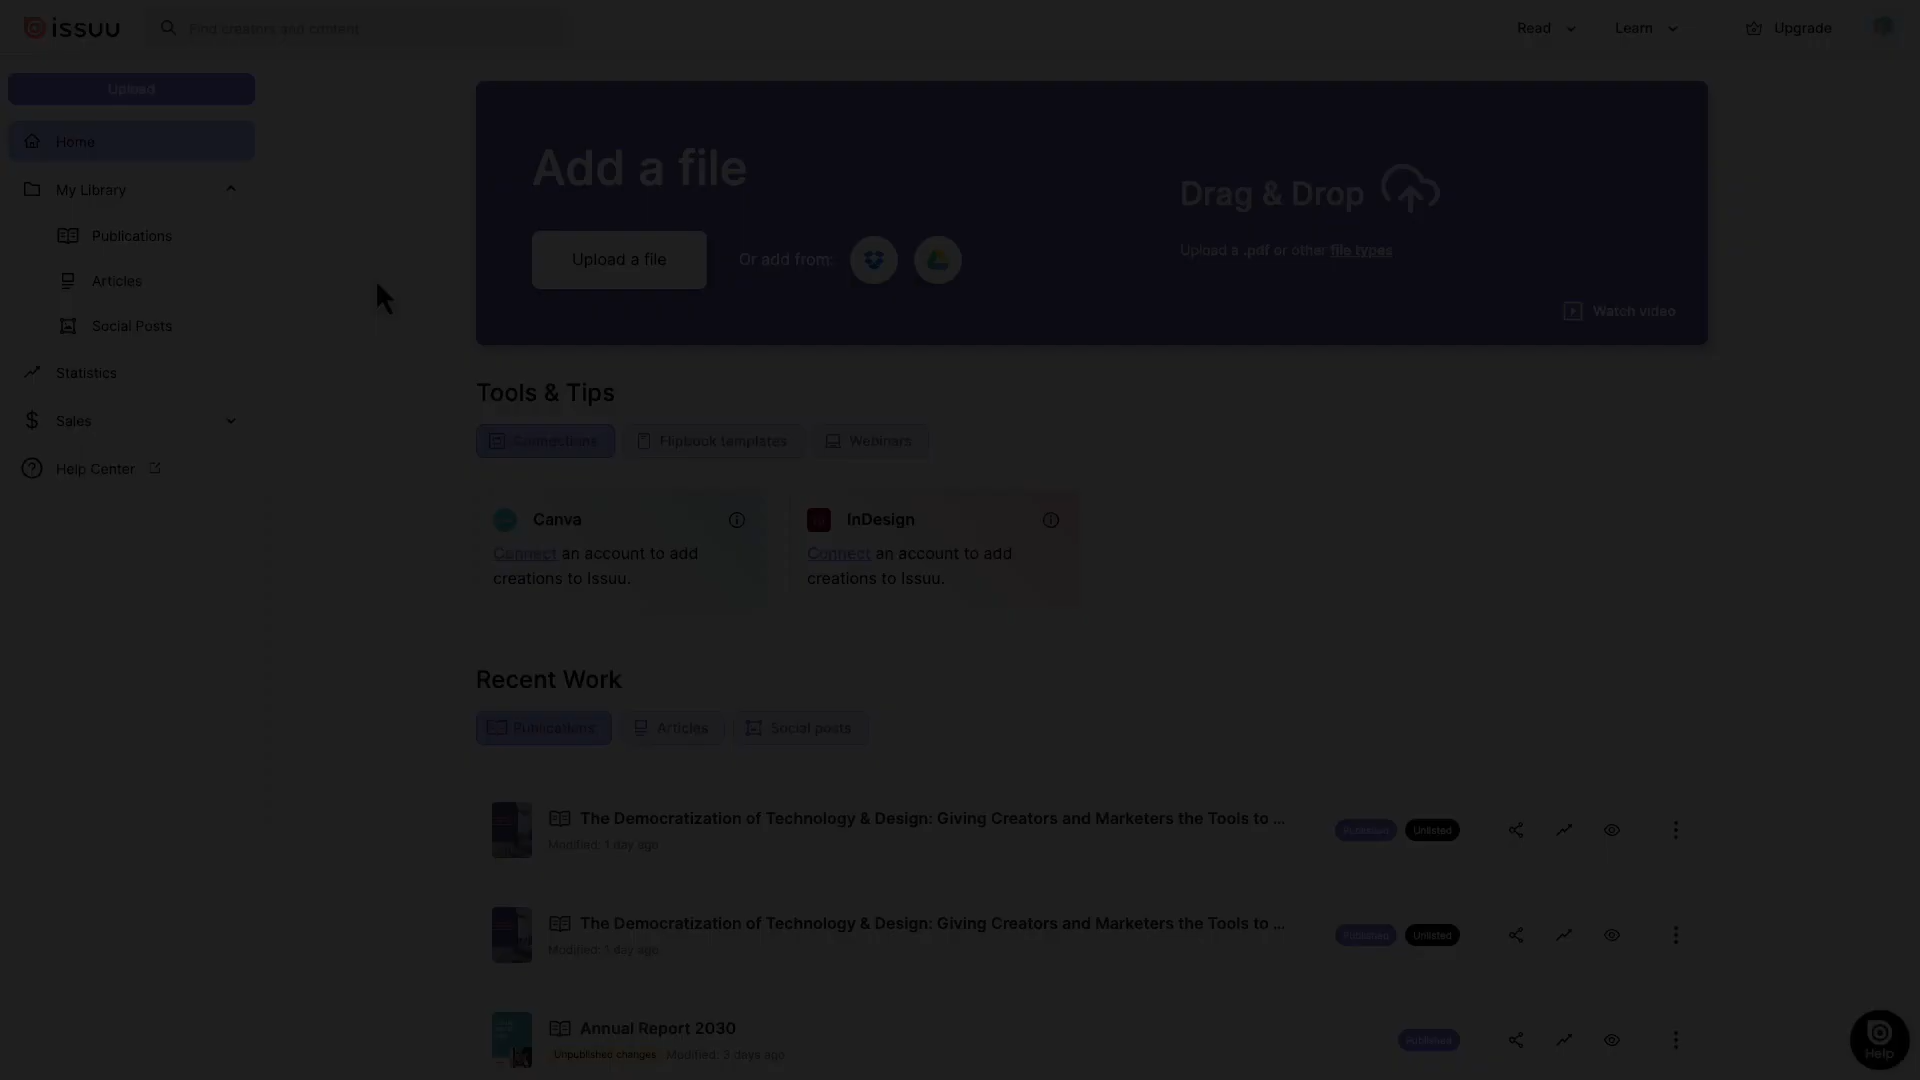 issuu
Find creators and content
Read
Learn
Upgrade
Upload
Home
My Library
Publications
Articles
Social Posts
Statistics
Sales
Help Center
Add a file
Upload a file
Or add from:
Drag & Drop
Upload a .pdf or other file types
Watch video
Tools & Tips
Connections
Flipbook templates
Webinars
Canva
Connect an account to add
creations to Issuu.
InDesign
Connect an account to add
creations to Issuu.
Recent Work
Publications
Articles
Social posts
The Democratization of Technology & Design: Giving Creators and Marketers the Tools to ...
Modified: 1 day ago
Published
Unlisted
The Democratization of Technology & Design: Giving Creators and Marketers the Tools to ...
Modified: 1 day ago
Published
Unlisted
Annual Report 2030
Unpublished changes
Modified: 3 days ago
Published
Help